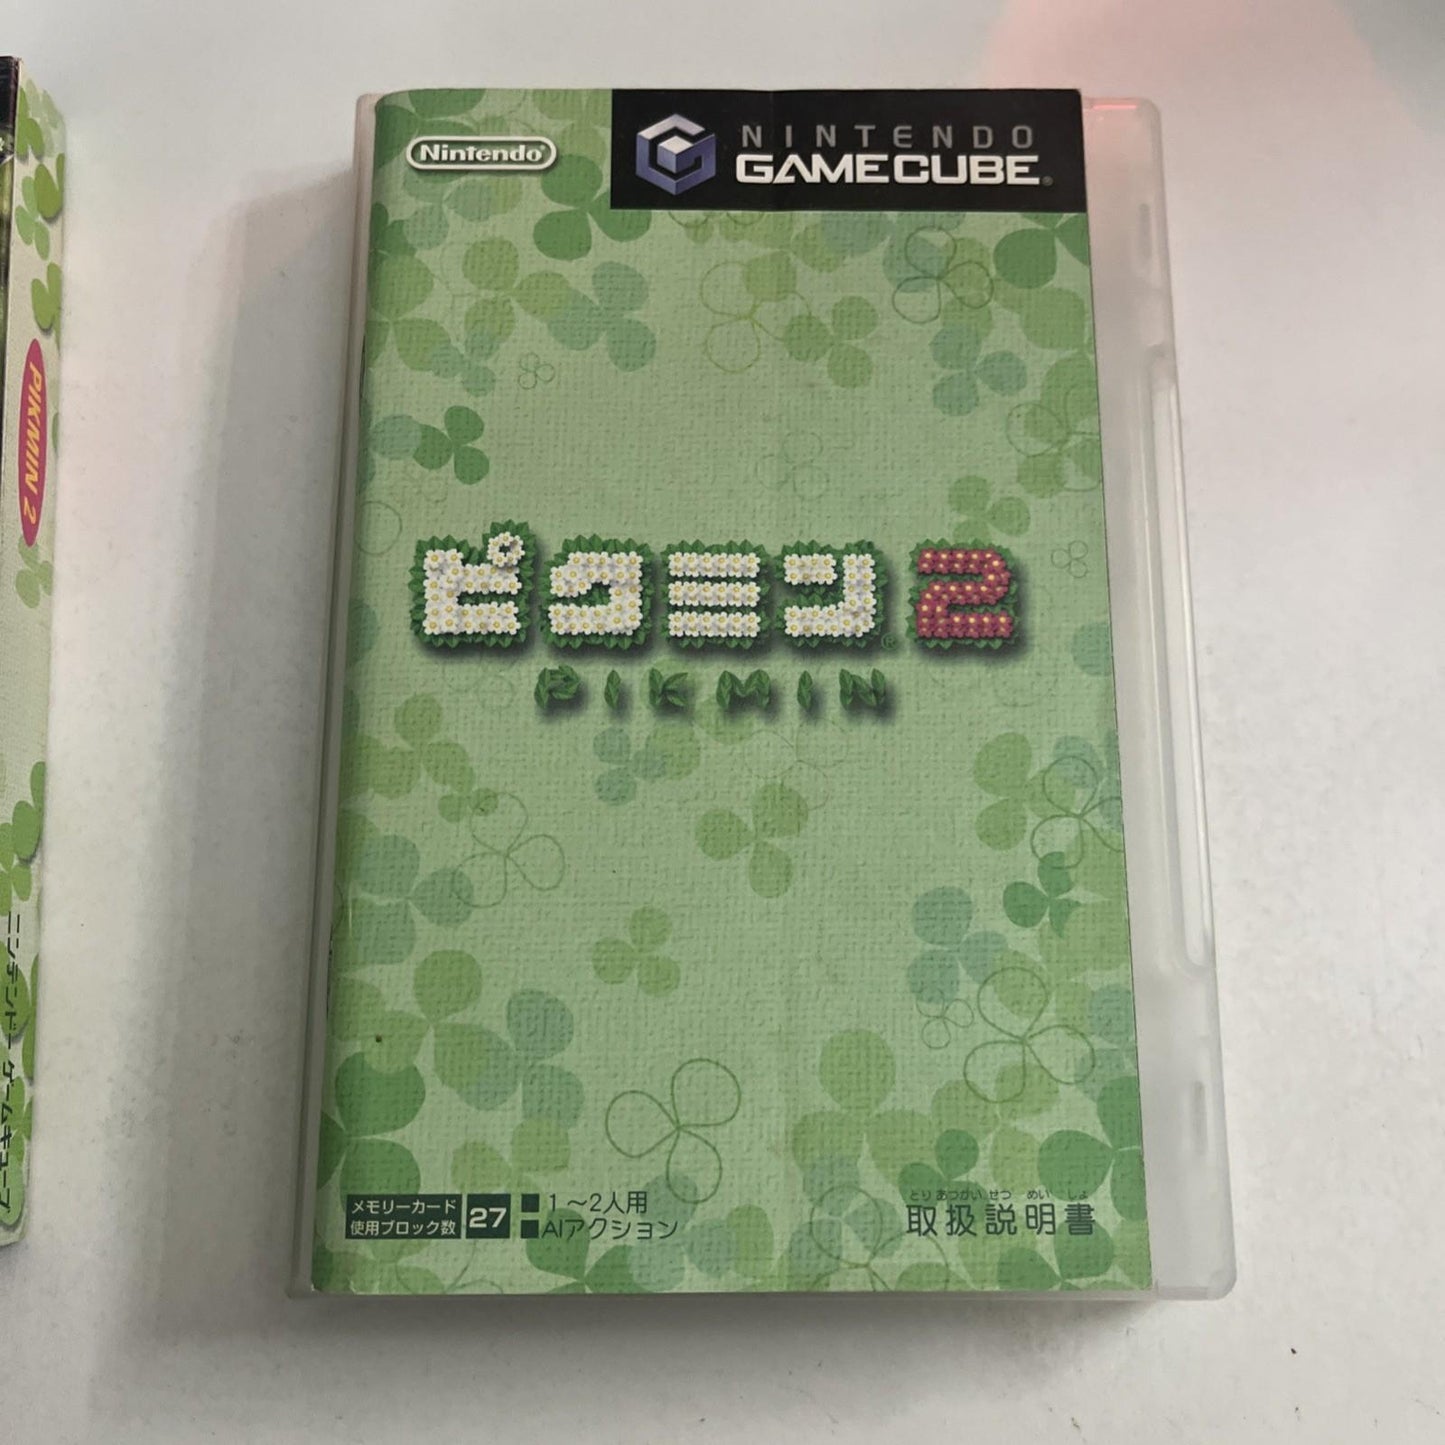 Nintendo
NINTENDO
GAMECUBE®
ピクミン®2
PIKMIN
メモリーカード
使用ブロック数 27
■1～2人用
■AIアクション
とりあつかいせつめいしょ
取扱説明書
PIKMIN 2
ニンテンドーゲームキューブ